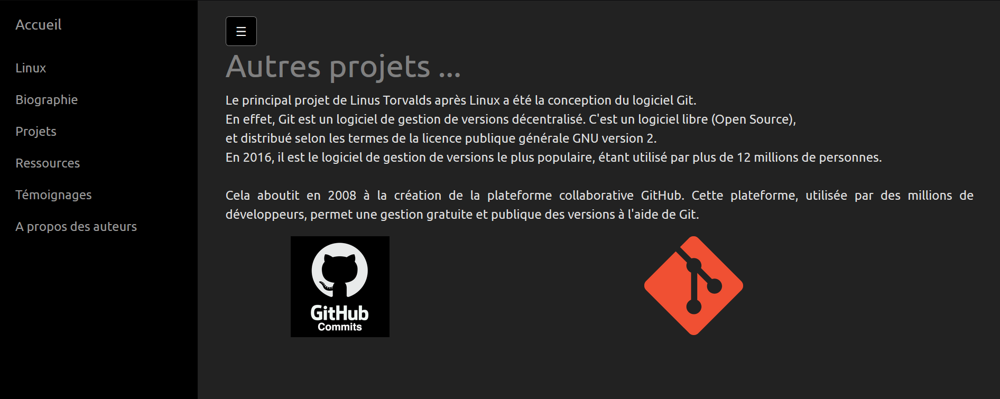 Accueil
Linux
Biographie
Projets
Ressources
Témoignages
A propos des auteurs
☰
Autres projets ...
Le principal projet de Linus Torvalds après Linux a été la conception du logiciel Git.
En effet, Git est un logiciel de gestion de versions décentralisé. C'est un logiciel libre (Open Source),
et distribué selon les termes de la licence publique générale GNU version 2.
En 2016, il est le logiciel de gestion de versions le plus populaire, étant utilisé par plus de 12 millions de personnes.
Cela aboutit en 2008 à la création de la plateforme collaborative GitHub. Cette plateforme, utilisée par des millions de
développeurs, permet une gestion gratuite et publique des versions à l'aide de Git.
GitHub
Commits